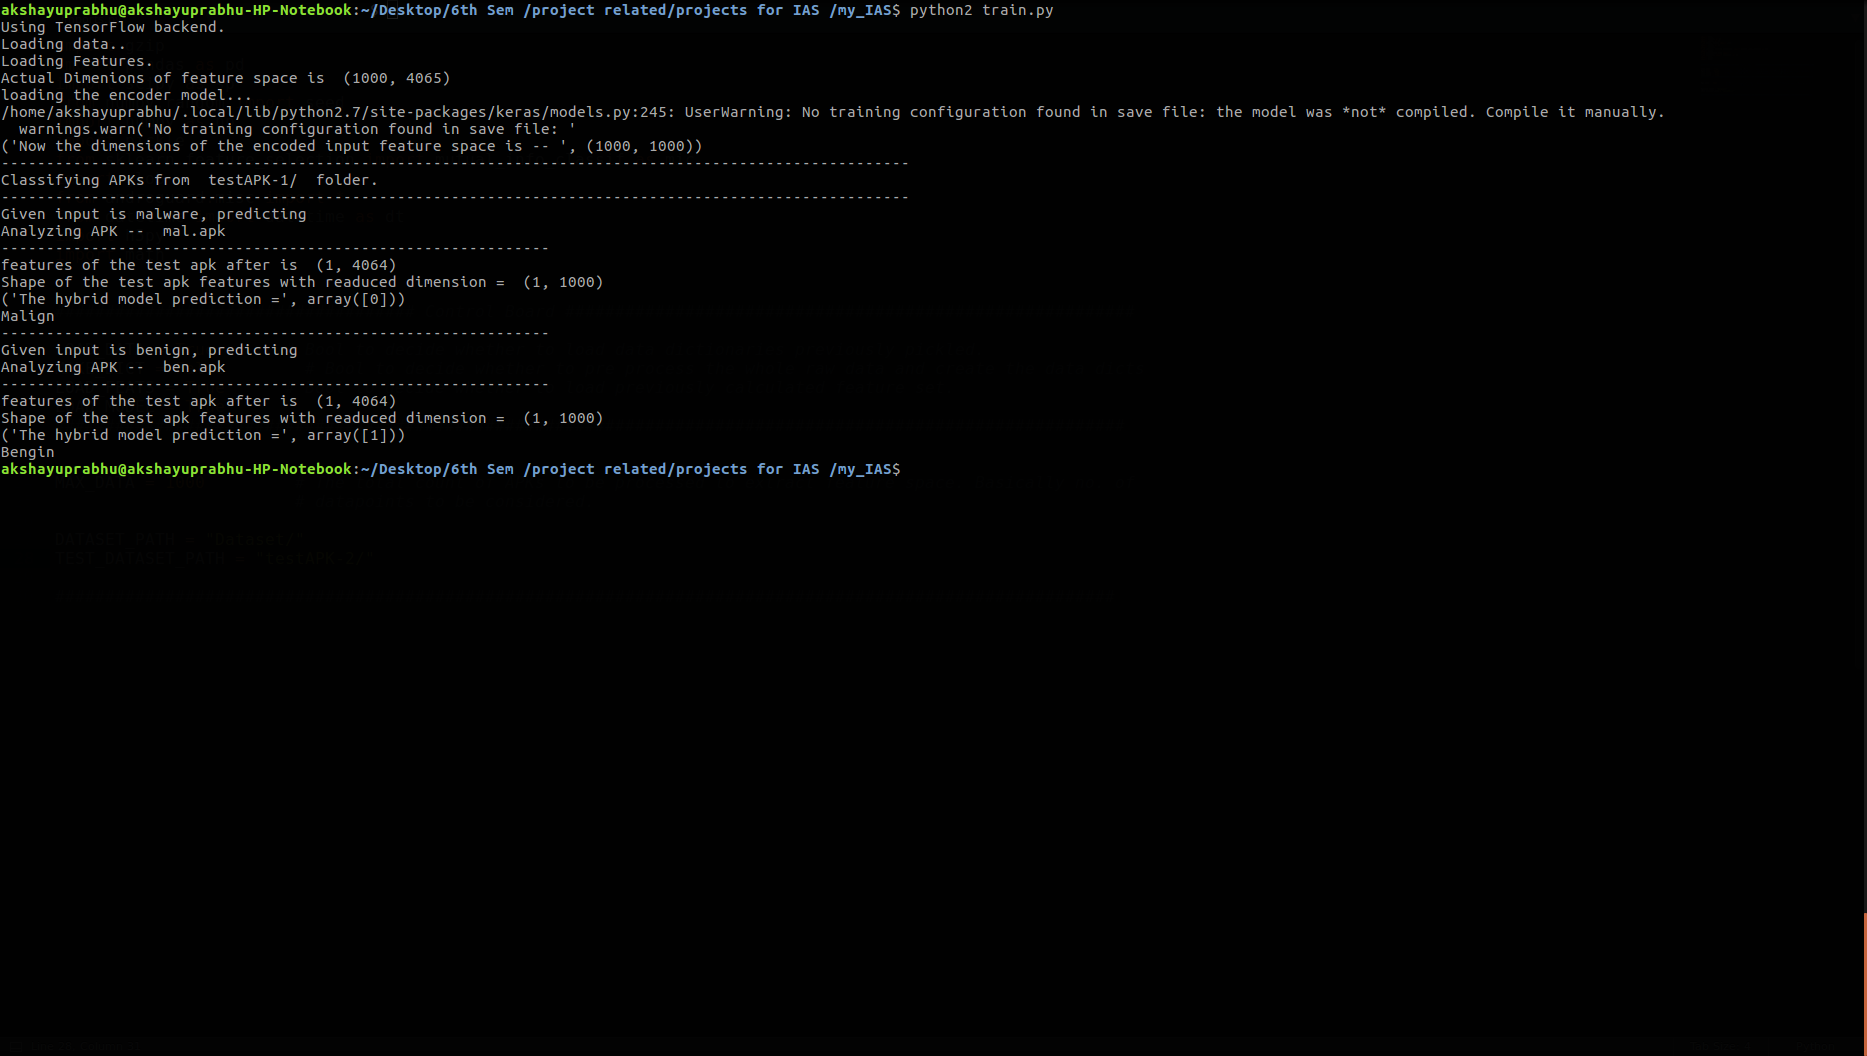 akshayuprabhu@akshayuprabhu-HP-Notebook:~/Desktop/6th Sem /project related/projects for IAS /my_IAS$ python2 train.py
Using TensorFlow backend.
Loading data..
Loading Features.
Actual Dimenions of feature space is  (1000, 4065)
loading the encoder model...
/home/akshayuprabhu/.local/lib/python2.7/site-packages/keras/models.py:245: UserWarning: No training configuration found in save file: the model was *not* compiled. Compile it manually.
  warnings.warn('No training configuration found in save file: '
('Now the dimensions of the encoded input feature space is -- ', (1000, 1000))
-----------------------------------------------------------------------------------------------------
Classifying APKs from  testAPK-1/  folder.
-----------------------------------------------------------------------------------------------------
Given input is malware, predicting
Analyzing APK --  mal.apk
-------------------------------------------------------------
features of the test apk after is  (1, 4064)
Shape of the test apk features with readuced dimension =  (1, 1000)
('The hybrid model prediction =', array([0]))
Malign
-------------------------------------------------------------
Given input is benign, predicting
Analyzing APK --  ben.apk
-------------------------------------------------------------
features of the test apk after is  (1, 4064)
Shape of the test apk features with readuced dimension =  (1, 1000)
('The hybrid model prediction =', array([1]))
Bengin
akshayuprabhu@akshayuprabhu-HP-Notebook:~/Desktop/6th Sem /project related/projects for IAS /my_IAS$
DATASET_PATH = "Dataset/"
TEST_DATASET_PATH = "testAPK-2/"